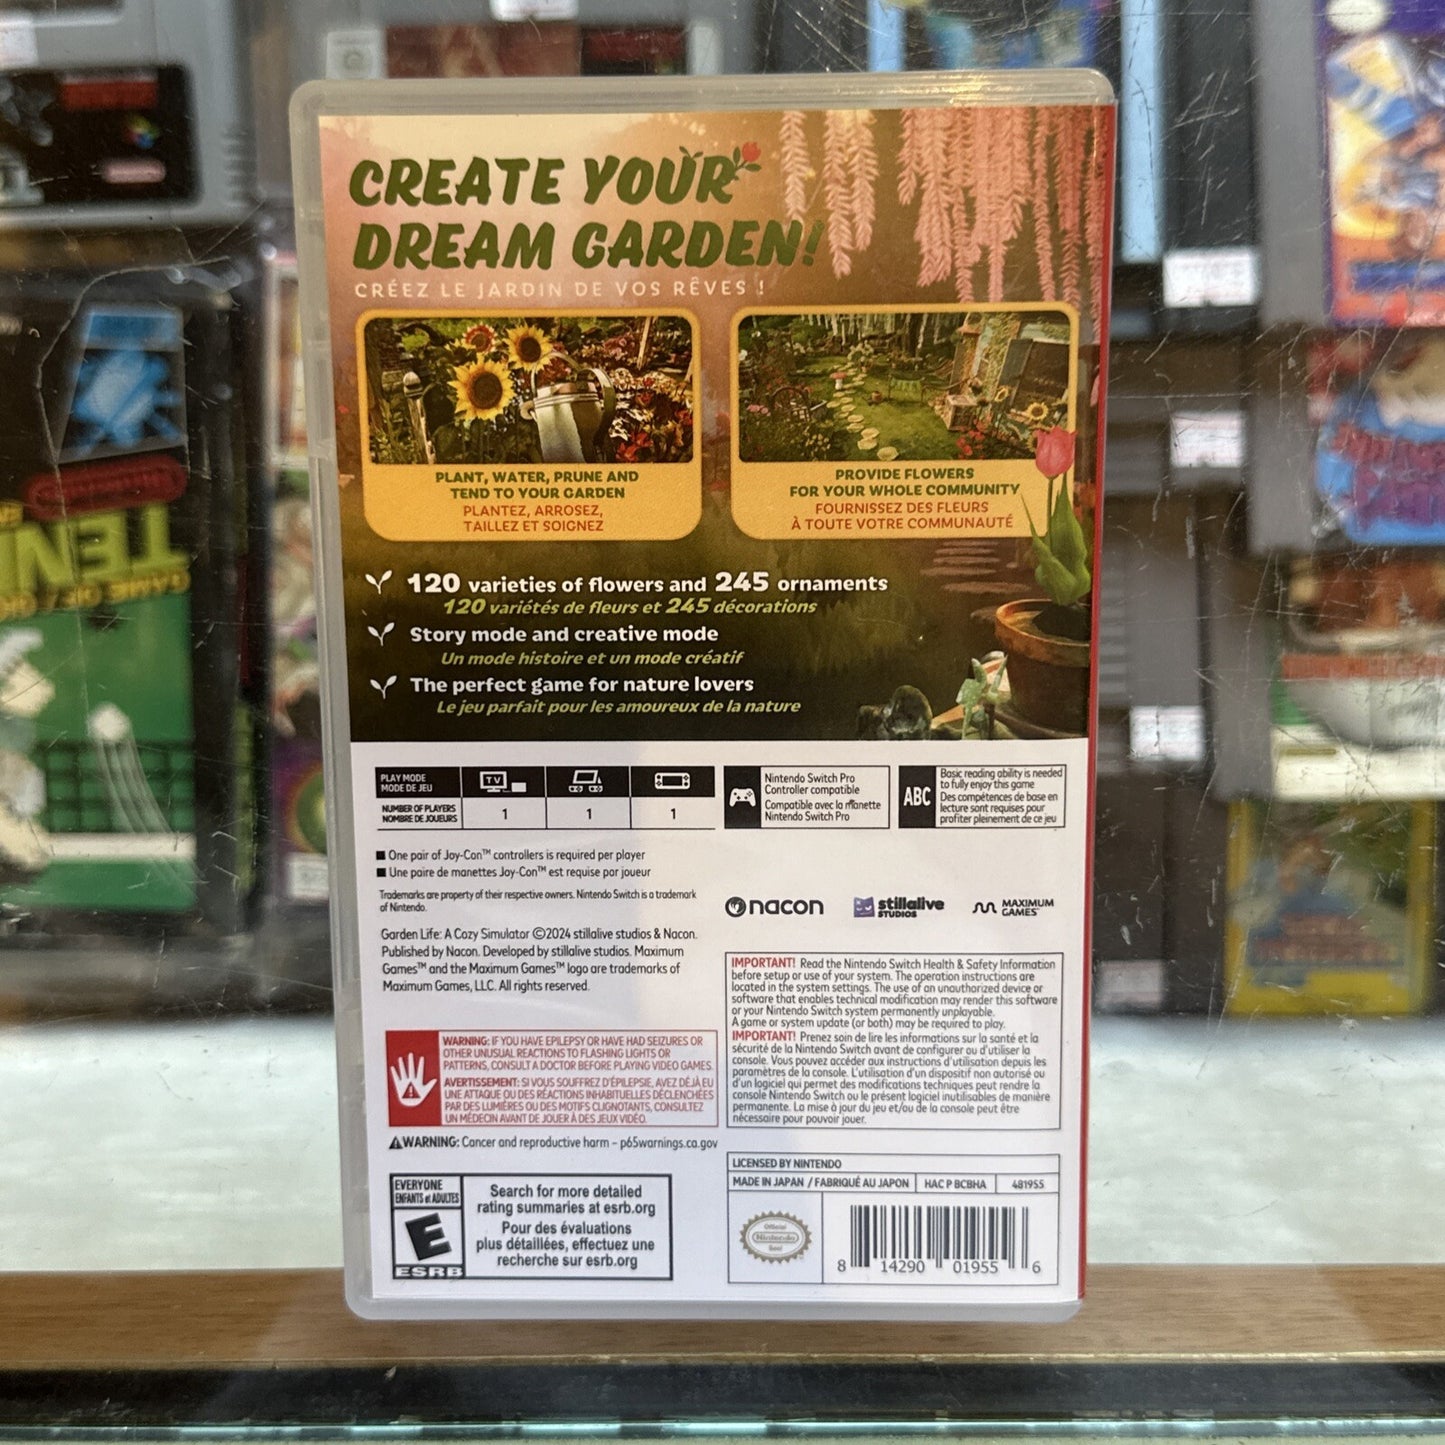 CREATE YOUR
DREAM GARDEN!
CRÉEZ LE JARDIN DE VOS RÊVES !
PLANT, WATER, PRUNE AND
TEND TO YOUR GARDEN
PLANTEZ, ARROSEZ,
TAILLEZ ET SOIGNEZ
PROVIDE FLOWERS
FOR YOUR WHOLE COMMUNITY
FOURNISSEZ DES FLEURS
À TOUTE VOTRE COMMUNAUTÉ
120 varieties of flowers and 245 ornaments
120 variétés de fleurs et 245 décorations
Story mode and creative mode
Un mode histoire et un mode créatif
The perfect game for nature lovers
Le jeu parfait pour les amoureux de la nature
PLAY MODE
MODE DE JEU
TV
NUMBER OF PLAYERS
NOMBRE DE JOUEURS
1 1 1
Nintendo Switch Pro
Controller compatible
Compatible avec la manette
Nintendo Switch Pro
ABC
Basic reading ability is needed
to fully enjoy this game
Des compétences de base en
lecture sont requises pour
profiter pleinement de ce jeu
■ One pair of Joy-Con™ controllers is required per player
■ Une paire de manettes Joy-Con™ est requise par joueur
Trademarks are property of their respective owners. Nintendo Switch is a trademark
of Nintendo.
Garden Life: A Cozy Simulator ©2024 stillalive studios & Nacon.
Published by Nacon. Developed by stillalive studios. Maximum
Games™ and the Maximum Games™ logo are trademarks of
Maximum Games, LLC. All rights reserved.
nacon
stillalive
STUDIOS
MAXIMUM
GAMES
IMPORTANT! Read the Nintendo Switch Health & Safety Information
before setup or use of your system. The operation instructions are
located in the system settings. The use of an unauthorized device or
software that enables technical modification may render this software
or your Nintendo Switch system permanently unplayable.
A game or system update (or both) may be required to play.
IMPORTANT! Prenez soin de lire les informations sur la santé et la
sécurité de la Nintendo Switch avant de configurer ou d'utiliser la
console. Vous pouvez accéder aux instructions d'utilisation depuis les
paramètres de la console. L'utilisation d'un dispositif non autorisé ou
d'un logiciel qui permet des modifications techniques peut rendre la
console Nintendo Switch ou le présent logiciel inutilisables de manière
permanente. La mise à jour du jeu et/ou de la console peut être
nécessaire pour pouvoir jouer.
WARNING: IF YOU HAVE EPILEPSY OR HAVE HAD SEIZURES OR
OTHER UNUSUAL REACTIONS TO FLASHING LIGHTS OR
PATTERNS, CONSULT A DOCTOR BEFORE PLAYING VIDEO GAMES.
AVERTISSEMENT: SI VOUS SOUFFREZ D'ÉPILEPSIE, AVEZ DÉJÀ EU
UNE ATTAQUE OU DES RÉACTIONS INHABITUELLES DÉCLENCHÉES
PAR DES LUMIÈRES OU DES MOTIFS CLIGNOTANTS, CONSULTEZ
UN MÉDECIN AVANT DE JOUER À DES JEUX VIDÉO.
WARNING: Cancer and reproductive harm – p65warnings.ca.gov
EVERYONE
ENFANTS et ADULTES
E
ESRB
Search for more detailed
rating summaries at esrb.org
Pour des évaluations
plus détaillées, effectuez une
recherche sur esrb.org
LICENSED BY NINTENDO
MADE IN JAPAN / FABRIQUÉ AU JAPON HAC P BCBHA 481955
Official
Nintendo
Seal
8 14290 01955 6
TEN